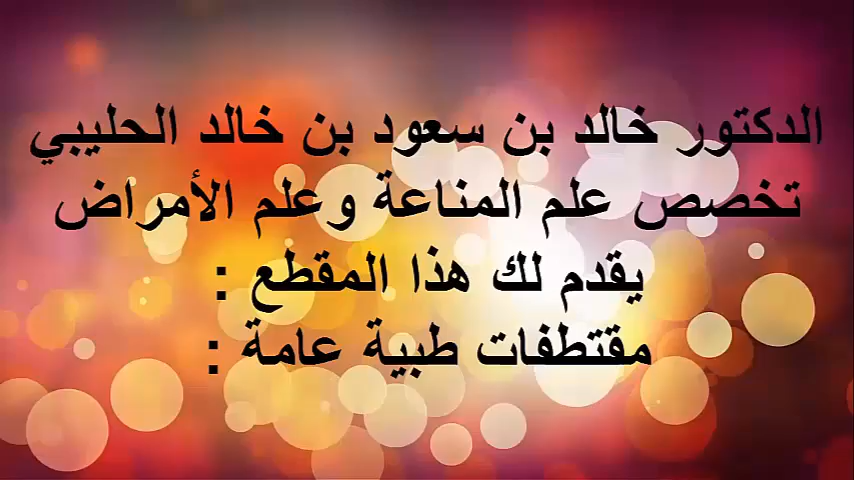 الدكتور خالد بن سعود بن خالد الحليبي
تخصص علم المناعة وعلم الأمراض
يقدم لك هذا المقطع :
مقتطفات طبية عامة :